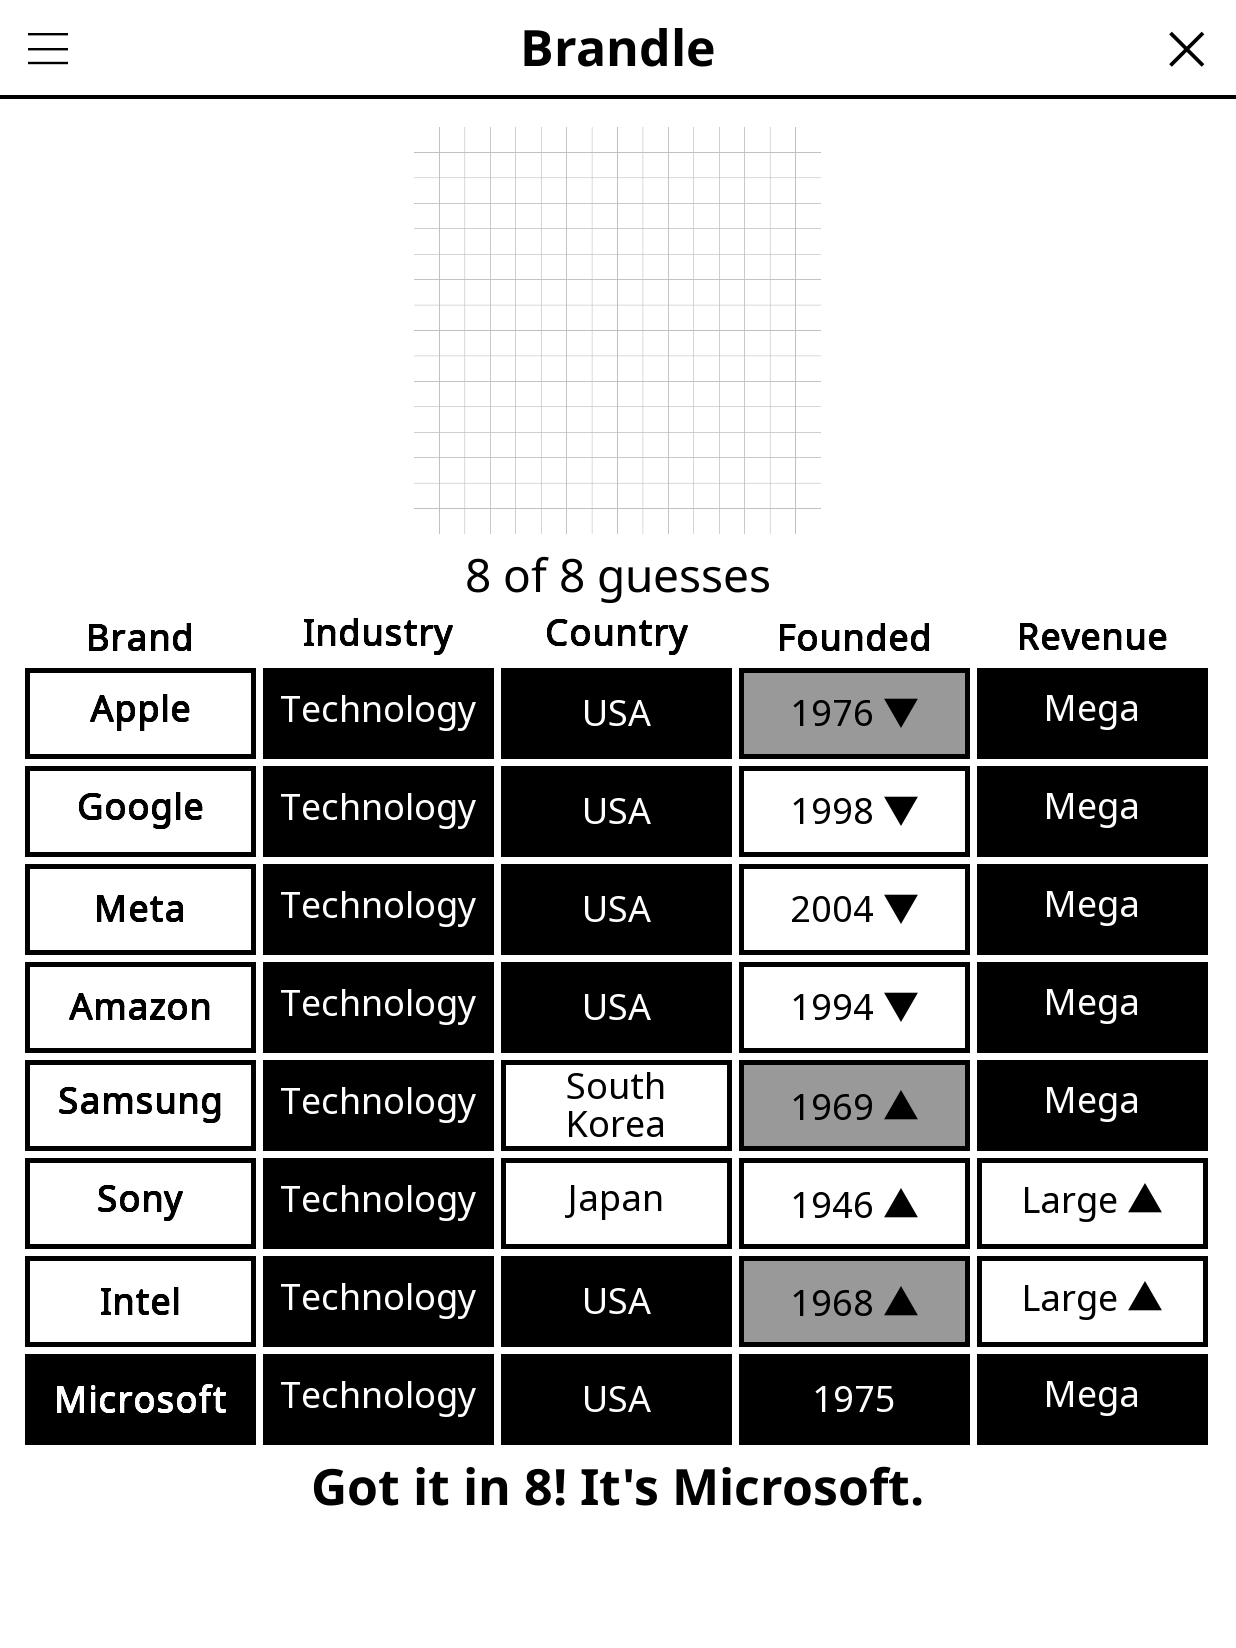 Brandle
8 of 8 guesses
Brand Industry Country Founded Revenue
Apple Technology USA 1976 ▼ Mega
Google Technology USA 1998 ▼ Mega
Meta Technology USA 2004 ▼ Mega
Amazon Technology USA 1994 ▼ Mega
Samsung Technology South Korea 1969 ▲ Mega
Sony Technology Japan 1946 ▲ Large ▲
Intel Technology USA 1968 ▲ Large ▲
Microsoft Technology USA 1975 Mega
Got it in 8! It's Microsoft.